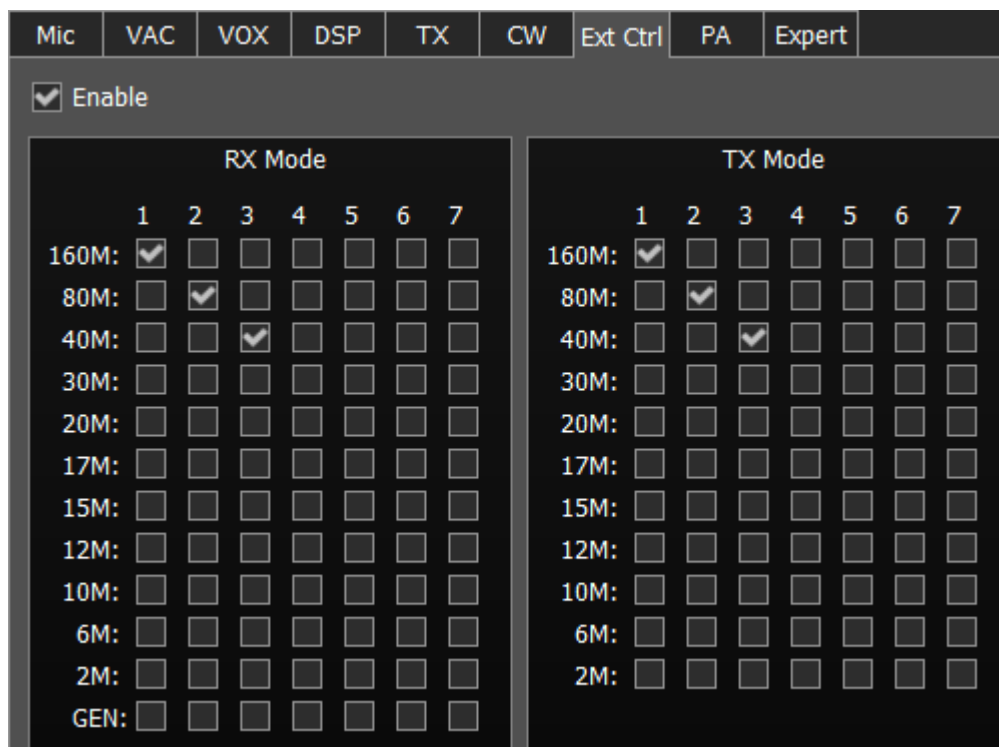 Mic VAC VOX DSP TX CW Ext Ctrl PA Expert
Enable
RX Mode
1 2 3 4 5 6 7
160M:
80M:
40M:
30M:
20M:
17M:
15M:
12M:
10M:
6M:
2M:
GEN:
TX Mode
1 2 3 4 5 6 7
160M:
80M:
40M:
30M:
20M:
17M:
15M:
12M:
10M:
6M:
2M: